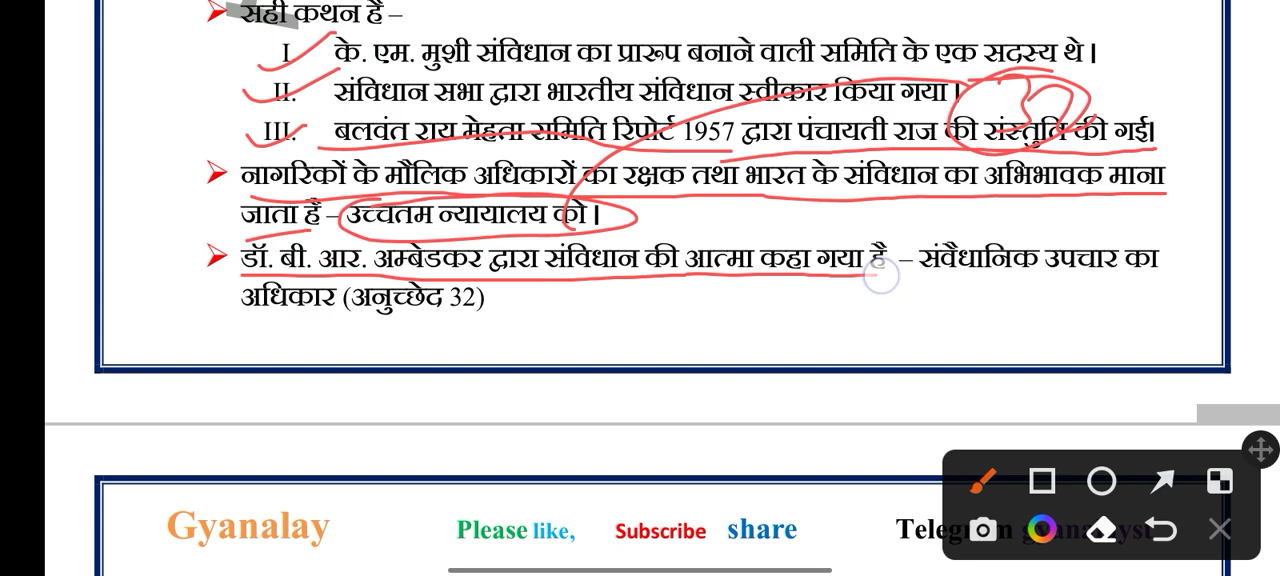 सही कथन है –
I. के. एम. मुशी संविधान का प्रारूप बनाने वाली समिति के एक सदस्य थे।
II. संविधान सभा द्वारा भारतीय संविधान स्वीकार किया गया।
32
III. बलवंत राय मेहता समिति रिपोर्ट 1957 द्वारा पंचायती राज की संस्तुति की गई।
नागरिकों के मौलिक अधिकारों का रक्षक तथा भारत के संविधान का अभिभावक माना
जाता है – उच्चतम न्यायालय को।
डॉ. बी. आर. अम्बेडकर द्वारा संविधान की आत्मा कहा गया है – संवैधानिक उपचार का
अधिकार (अनुच्छेद 32)
Gyanalay Please like, Subscribe share